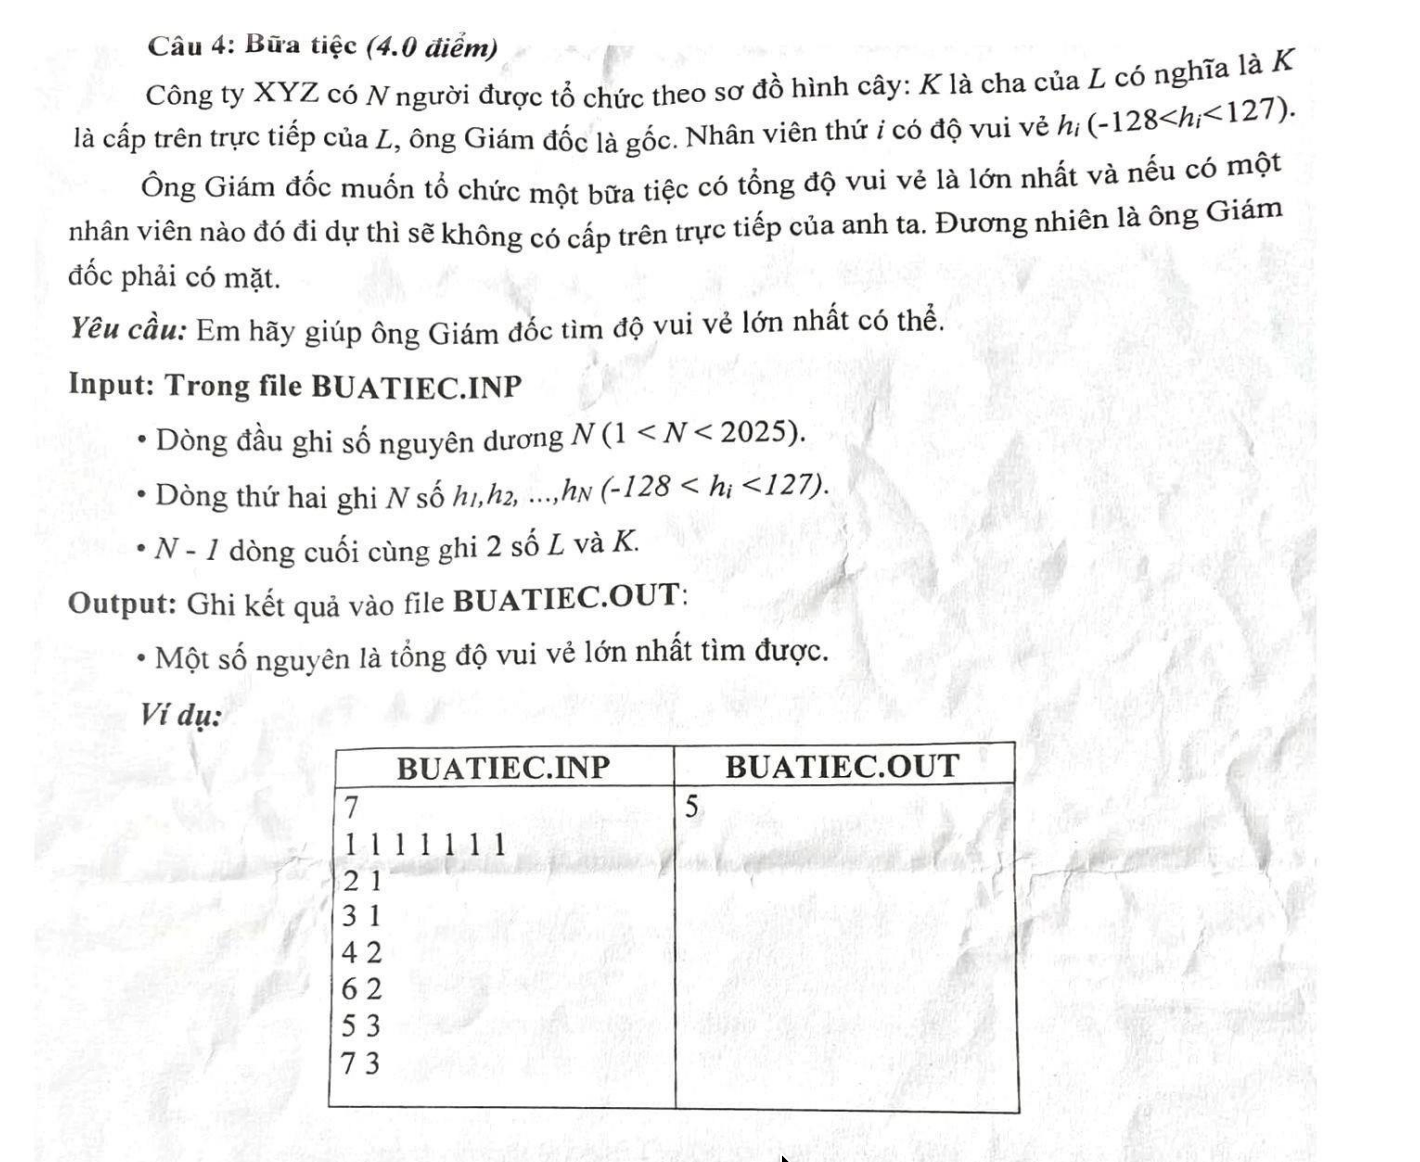 Câu 4: Bữa tiệc (4.0 điểm)
Công ty XYZ có N người được tổ chức theo sơ đồ hình cây: K là cha của L có nghĩa là K
là cấp trên trực tiếp của L, ông Giám đốc là gốc. Nhân viên thứ i có độ vui vẻ hi (-128<hi<127).
Ông Giám đốc muốn tổ chức một bữa tiệc có tổng độ vui vẻ là lớn nhất và nếu có một
nhân viên nào đó đi dự thì sẽ không có cấp trên trực tiếp của anh ta. Đương nhiên là ông Giám
đốc phải có mặt.
Yêu cầu: Em hãy giúp ông Giám đốc tìm độ vui vẻ lớn nhất có thể.
Input: Trong file BUATIEC.INP
• Dòng đầu ghi số nguyên dương N (1 < N < 2025).
• Dòng thứ hai ghi N số h1,h2, ...,hN (-128 < hi <127).
• N - 1 dòng cuối cùng ghi 2 số L và K.
Output: Ghi kết quả vào file BUATIEC.OUT:
• Một số nguyên là tổng độ vui vẻ lớn nhất tìm được.
Ví dụ:
BUATIEC.INP BUATIEC.OUT
7 5
1 1 1 1 1 1 1
2 1
3 1
4 2
6 2
5 3
7 3